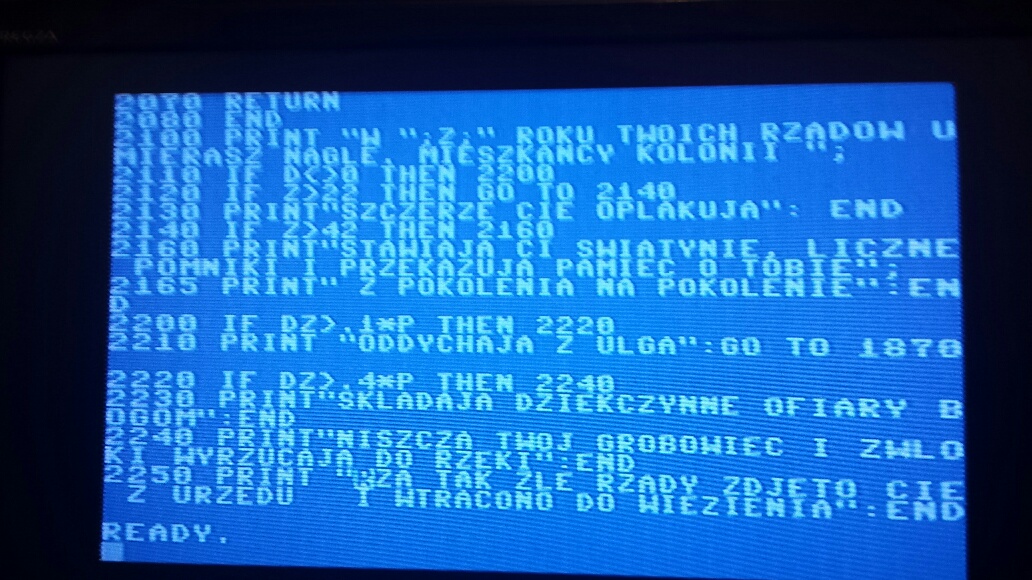 2070 RETURN
2080 END
2100 PRINT "W ";Z;" ROKU TWOICH RZADOW U
MIERASZ NAGLE. MIESZKANCY KOLONII ";
2110 IF D<>0 THEN 2200
2120 IF Z>22 THEN GO TO 2140
2130 PRINT"SZCZERZE CIE OPLAKUJA": END
2140 IF Z>42 THEN 2160
2160 PRINT"STAWIAJA CI SWIATYNIE, LICZNE
POMNIKI I PRZEKAZUJA PAMIEC O TOBIE";
2165 PRINT" Z POKOLENIA NA POKOLENIE":EN
D
2200 IF DZ>.1*P THEN 2220
2210 PRINT "ODDYCHAJA Z ULGA":GO TO 1870
2220 IF DZ>.4*P THEN 2240
2230 PRINT"SKLADAJA DZIEKCZYNNE OFIARY B
OGOM":END
2240 PRINT"NISZCZA TWOJ GROBOWIEC I ZWLO
KI WYRZUCAJA DO RZEKI":END
2250 PRINT "ZA TAK ZLE RZADY ZDJETO CIE
Z URZEDU I WTRACONO DO WIEZIENIA":END
READY.